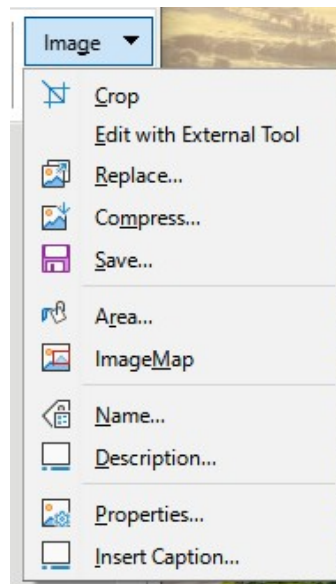 Image
Crop
Edit with External Tool
Replace...
Compress...
Save...
Area...
ImageMap
Name...
Description...
Properties...
Insert Caption...